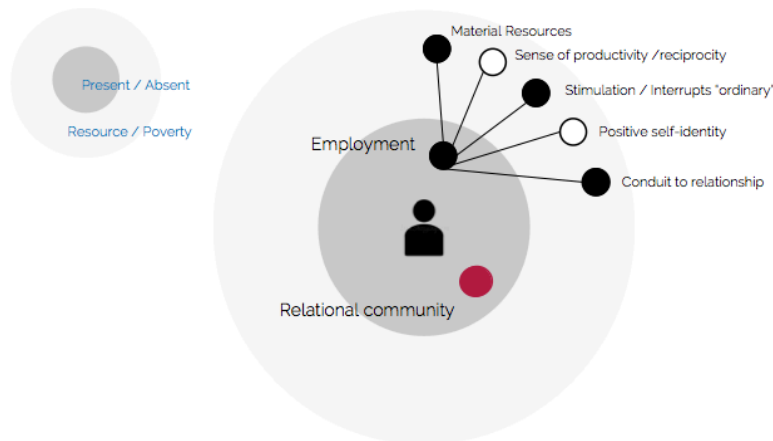 Material Resources
Sense of productivity /reciprocity
Present / Absent
Stimulation / Interrupts "ordinary"
Resource / Poverty
Positive self-identity
Employment
Conduit to relationship
Relational community